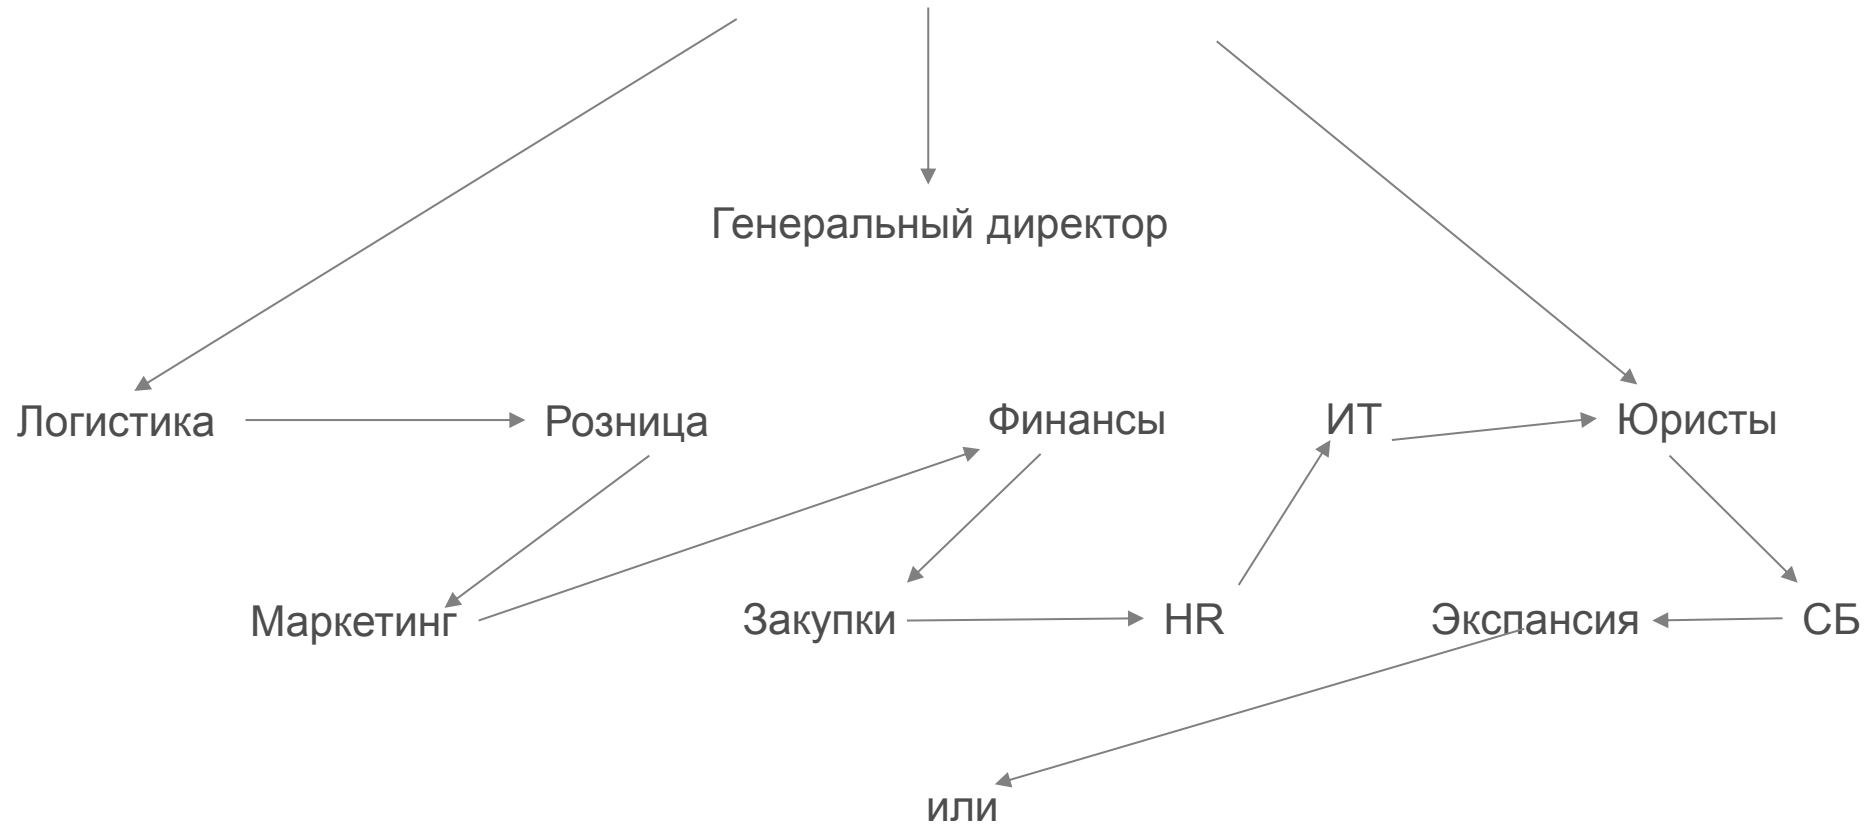 Генеральный директор
Логистика
Розница
Финансы
ИТ
Юристы
Маркетинг
Закупки
HR
Экспансия
СБ
или